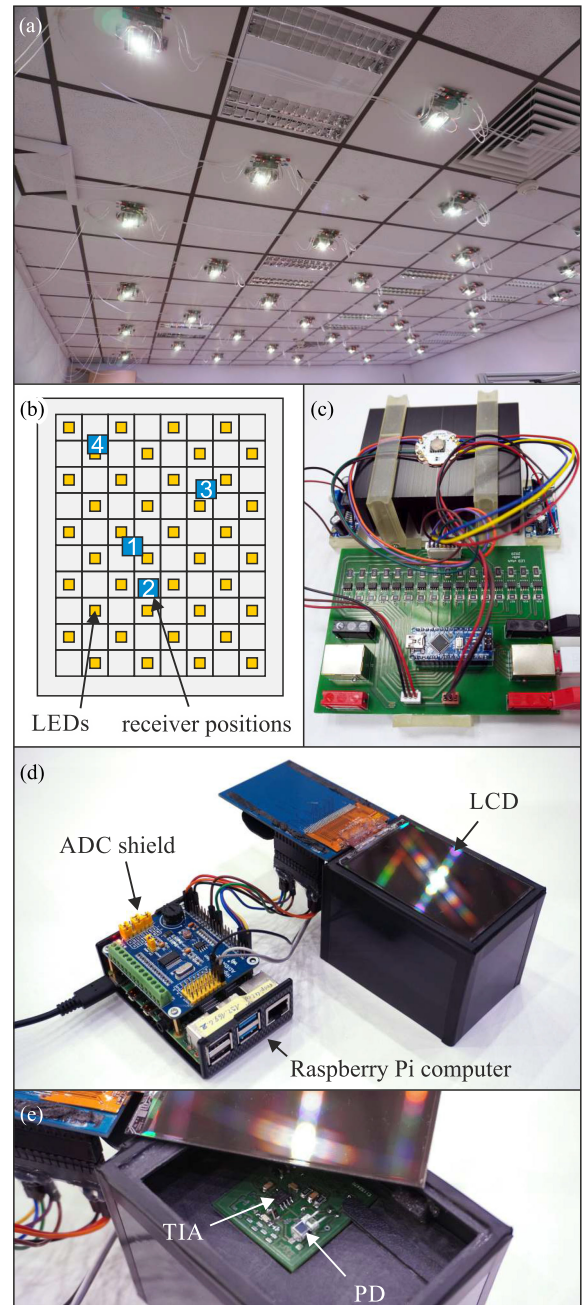 (a)
(b)
4
3
1
2
LEDs
receiver positions
(c)
(d)
LCD
ADC shield
Raspberry Pi computer
(e)
TIA
PD